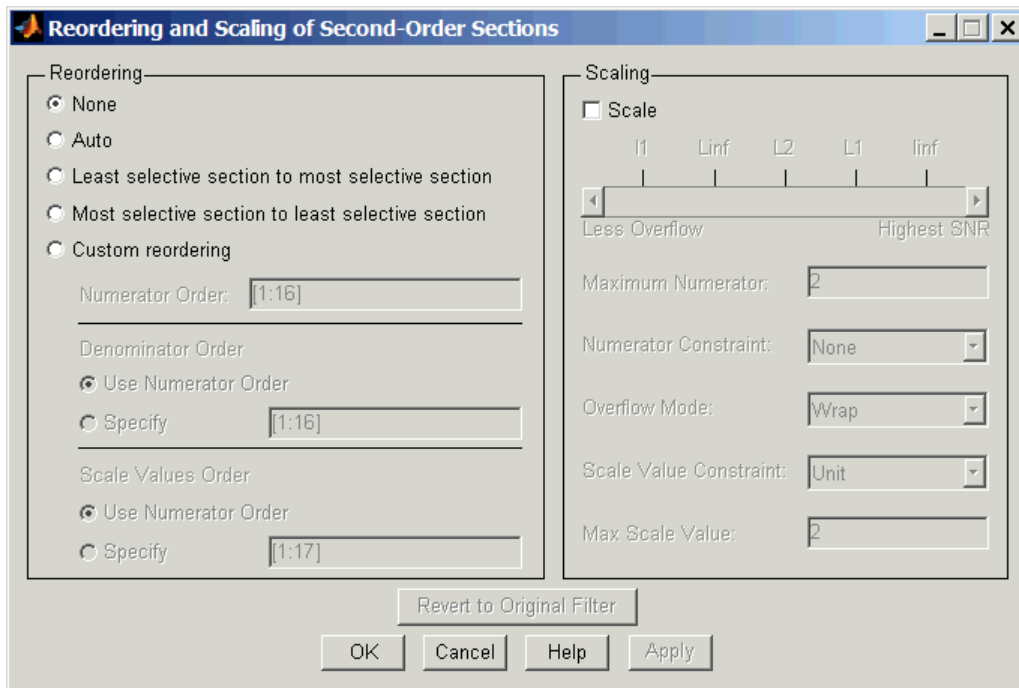 Reordering and Scaling of Second-Order Sections
Reordering
None
Auto
Least selective section to most selective section
Most selective section to least selective section
Custom reordering
Numerator Order: [1:16]
Denominator Order
Use Numerator Order
Specify [1:16]
Scale Values Order
Use Numerator Order
Specify [1:17]
Scaling
Scale
l1 Linf L2 L1 linf
Less Overflow Highest SNR
Maximum Numerator: 2
Numerator Constraint: None
Overflow Mode: Wrap
Scale Value Constraint: Unit
Max Scale Value: 2
Revert to Original Filter
OK Cancel Help Apply